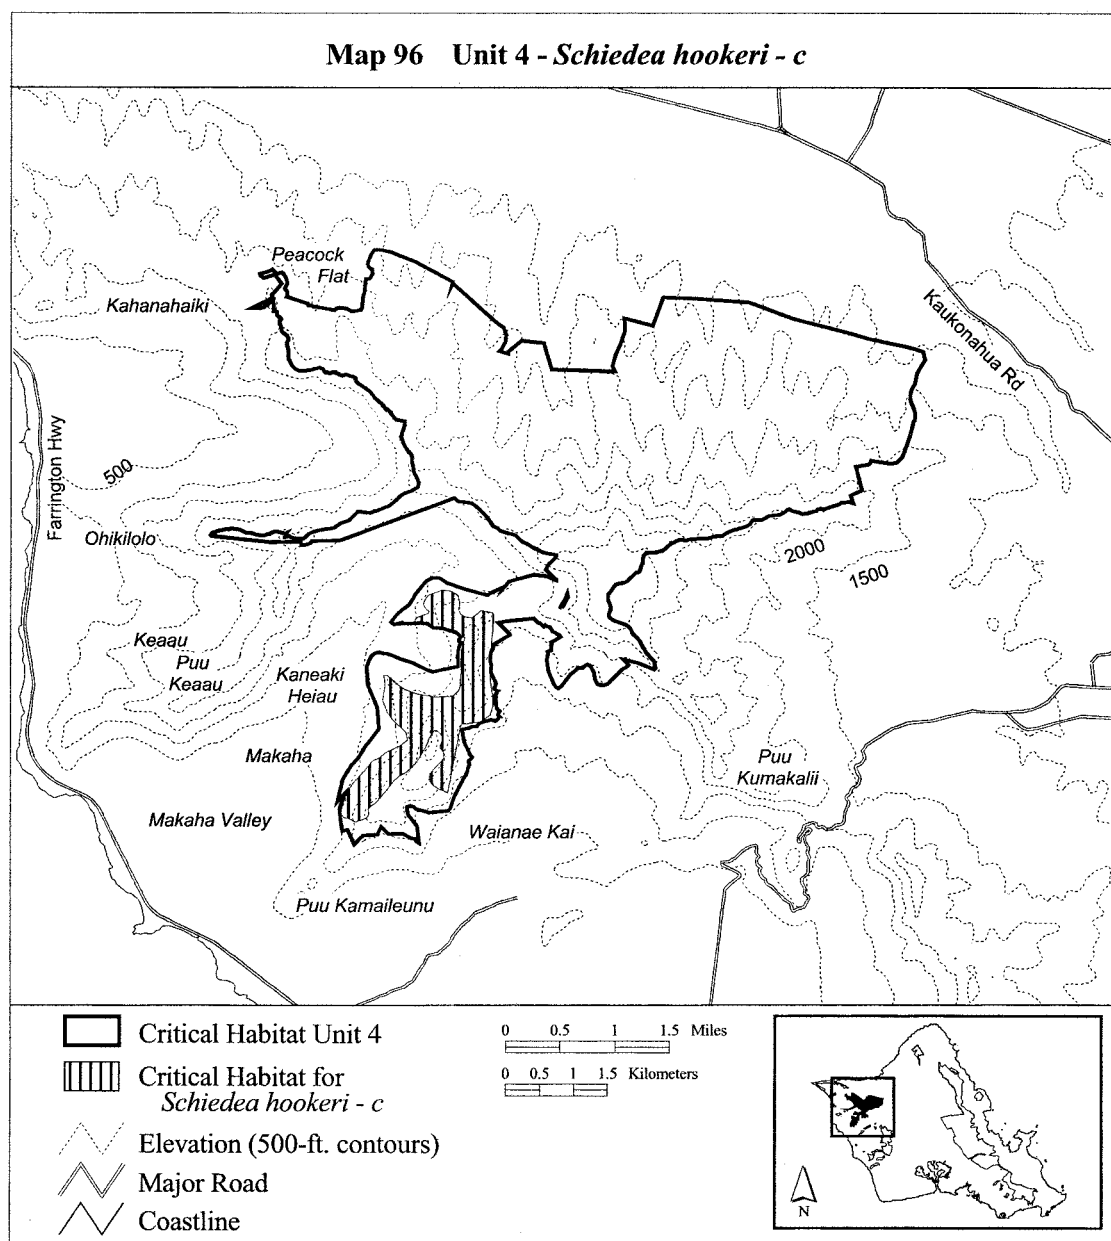 Map 96 Unit 4 - Schiedea hookeri - c
Peacock
Flat
Kahanahaiki
Kaukonahua Rd
Farrington Hwy
500
Ohikilolo
2000
1500
Keaau
Puu
Keaau
Kaneaki
Heiau
Makaha
Puu
Kumakalii
Makaha Valley
Waianae Kai
Puu Kamaileunu
Critical Habitat Unit 4
Critical Habitat for
Schiedea hookeri - c
Elevation (500-ft. contours)
Major Road
Coastline
0 0.5 1 1.5 Miles
0 0.5 1 1.5 Kilometers
N